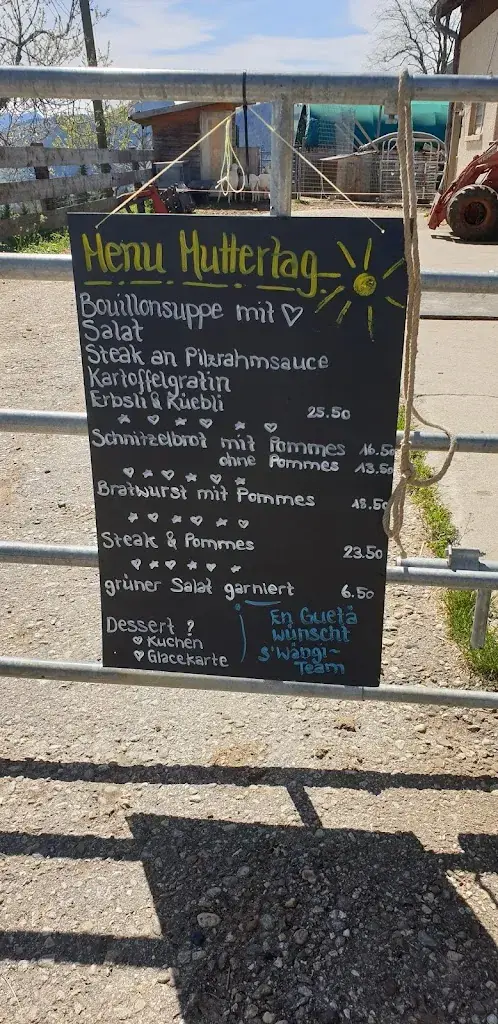 Menu Muttertag
Bouillonsuppe mit ♡
Salat
Steak an Pilzrahmsauce
Kartoffelgratin
Erbsli & Rüebli 25.50
Schnitzelbrot mit Pommes 16.50
ohne Pommes 13.50
Bratwurst mit Pommes 18.50
Steak & Pommes 23.50
grüner Salat garniert 6.50
Dessert ?
♡ Kuchen
♡ Glacekarte
En Guetä
wünscht
S'Wängi-
Team